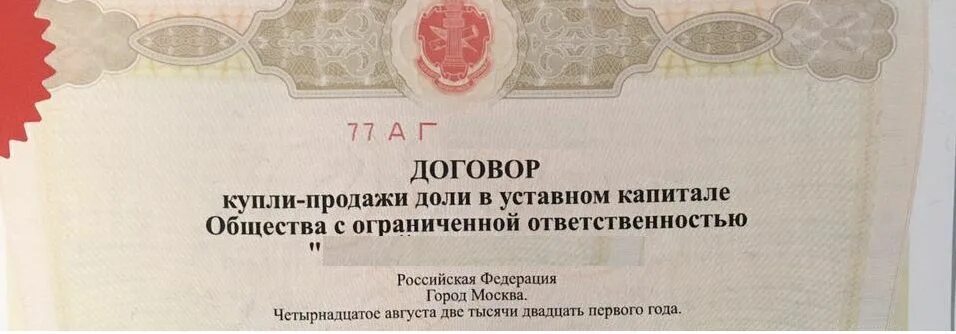 77 А Г
ДОГОВОР
купли-продажи доли в уставном капитале
Общества с ограниченной ответственностью
"
Российская Федерация
Город Москва.
Четырнадцатое августа две тысячи двадцать первого года.